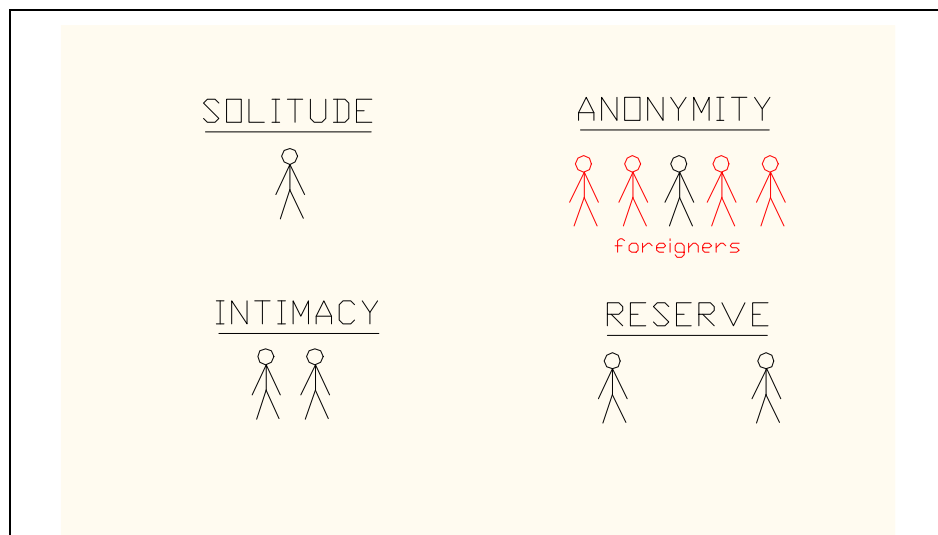 SOLITUDE
ANONYMITY
foreigners
INTIMACY
RESERVE